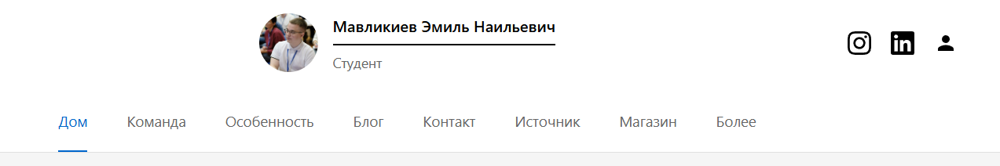 Мавликиев Эмиль Наильевич
Студент
Дом Команда Особенность Блог Контакт Источник Магазин Более